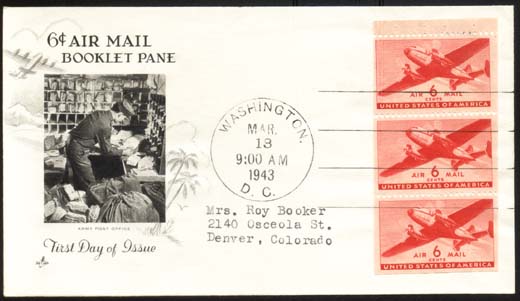 6¢ AIR MAIL
BOOKLET PANE
ARMY POST OFFICE
First Day of Issue
WASHINGTON,
MAR.
13
9:00 AM
1943
D. C.
Mrs. Roy Booker
2140 Osceola St.
Denver, Colorado
AIR 6 MAIL
CENTS
UNITED STATES OF AMERICA
AIR 6 MAIL
CENTS
UNITED STATES OF AMERICA
AIR 6 MAIL
CENTS
UNITED STATES OF AMERICA